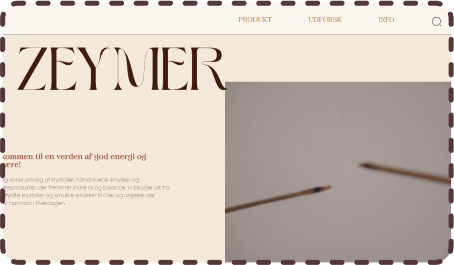 PRODUKT UDFORSK INFO
ZEYMER
kommen til en verden af god energi og
være!
vores udvalg af krystaller, håndlavede smykker og
der fremmer indre ro og balance. Vi tilbyder alt fra
krystaller og smukke smykker til olier og røgelse, der
harmoni i hverdagen.